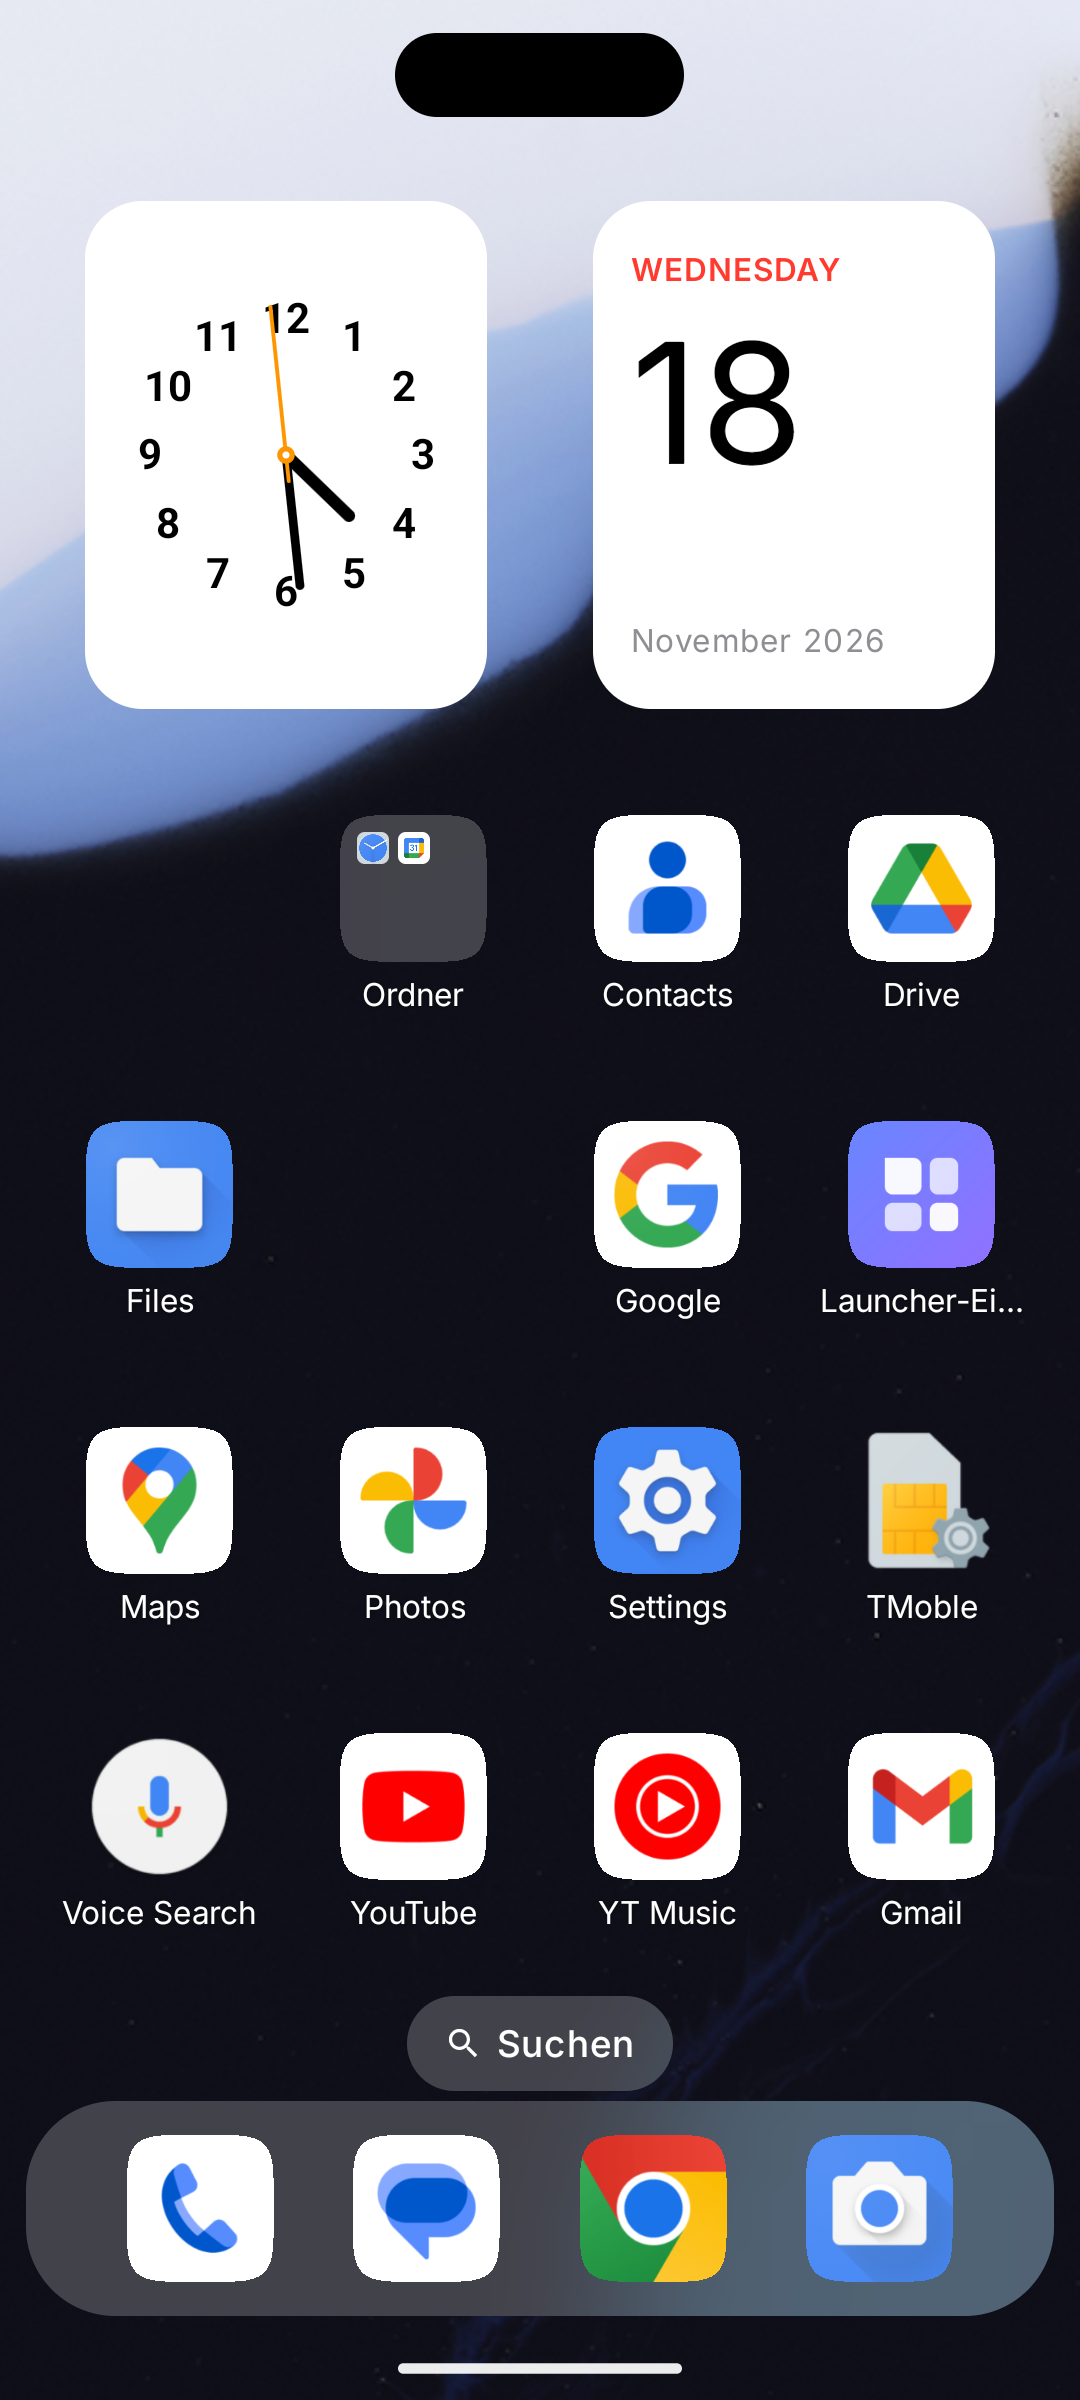 12
1
2
3
4
5
6
7
8
9
10
11
WEDNESDAY
18
November 2026
31
Ordner
Contacts
Drive
Files
Google
Launcher-Ei...
Maps
Photos
Settings
TMoble
Voice Search
YouTube
YT Music
Gmail
Suchen